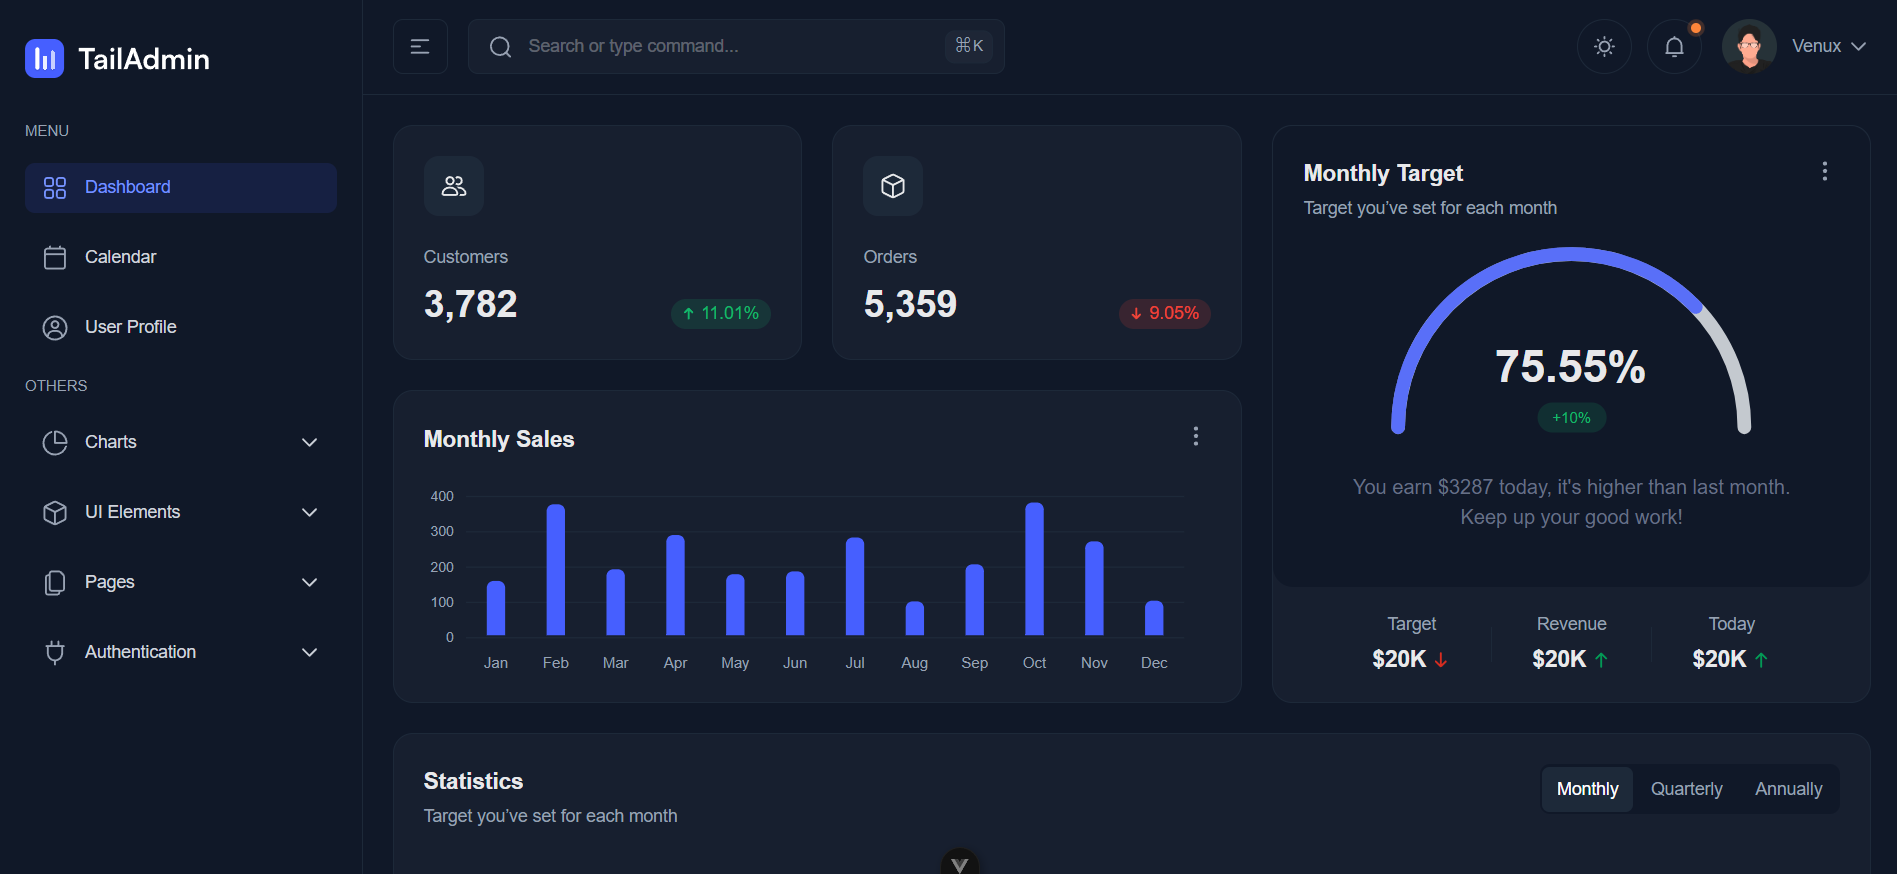 TailAdmin
MENU
Dashboard
Calendar
User Profile
OTHERS
Charts
UI Elements
Pages
Authentication
Search or type command...
⌘K
Venux
Customers
3,782
11.01%
Orders
5,359
9.05%
Monthly Target
Target you’ve set for each month
75.55%
+10%
You earn $3287 today, it's higher than last month.
Keep up your good work!
Target
$20K
Revenue
$20K
Today
$20K
Monthly Sales
400
300
200
100
0
Jan Feb Mar Apr May Jun Jul Aug Sep Oct Nov Dec
Statistics
Target you’ve set for each month
Monthly Quarterly Annually